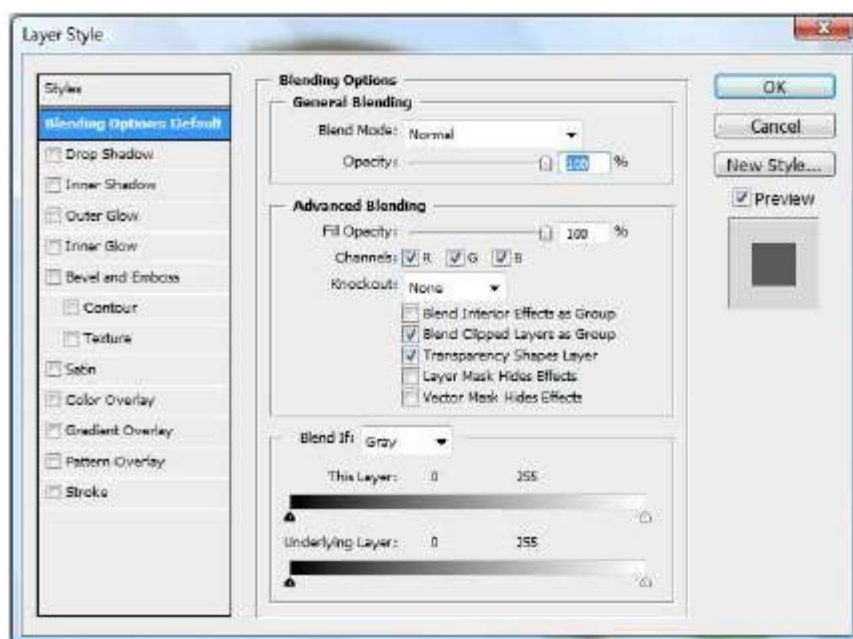 Layer Style
X
Styles
Blending Options: Default
Drop Shadow
Inner Shadow
Outer Glow
Inner Glow
Bevel and Emboss
Contour
Texture
Satin
Color Overlay
Gradient Overlay
Pattern Overlay
Stroke
Blending Options
General Blending
Blend Mode: Normal
Opacity: 100 %
Advanced Blending
Fill Opacity: 100 %
Channels: R G B
Knockout: None
Blend Interior Effects as Group
Blend Clipped Layers as Group
Transparency Shapes Layer
Layer Mask Hides Effects
Vector Mask Hides Effects
Blend If: Gray
This Layer: 0 255
Underlying Layer: 0 255
OK
Cancel
New Style...
Preview